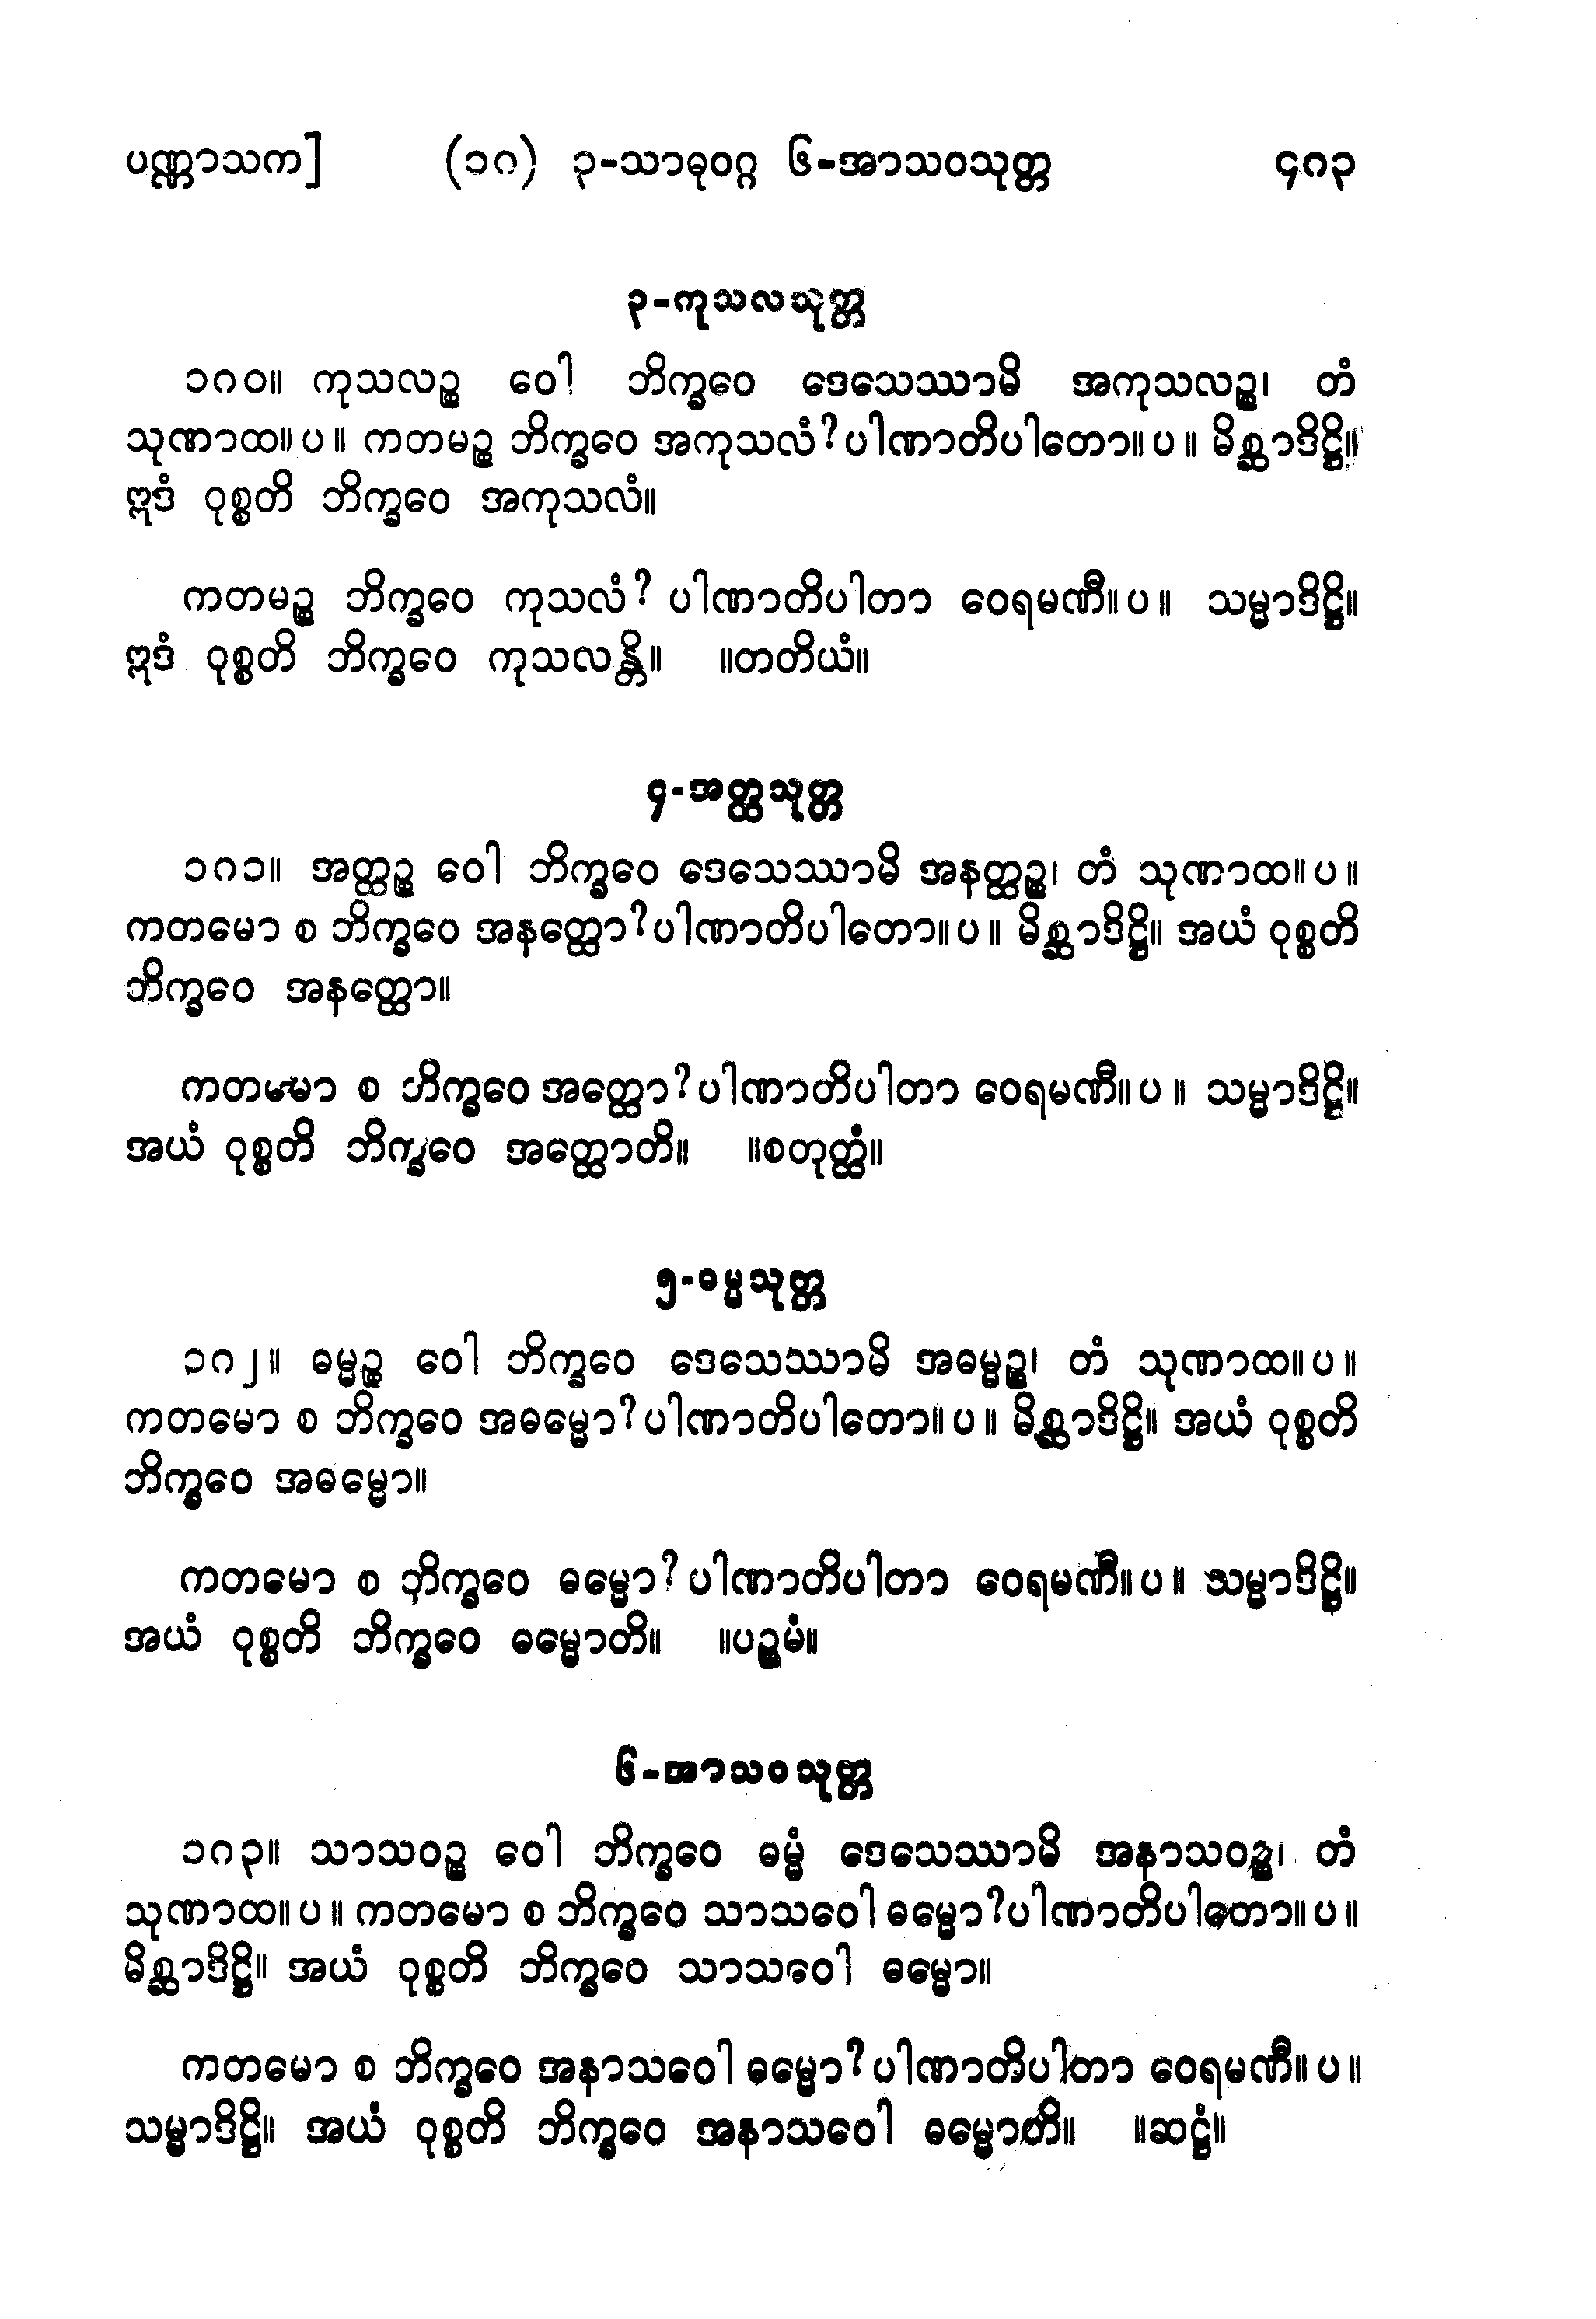 ပဏ္ဏာသက] (၁၈) ၃-သာဓုဝဂ္ဂ ၆-အာသဝသုတ္တ ၄၈၃
၃-ကုသလသုတ္တ
၁၈၀။ ကုသလဉ္စ ဝေါ ဘိက္ခဝေ ဒေသေဿာမိ အကုသလဉ္စ၊ တံ
သုဏာထ။ ပ ။ ကတမဉ္စ ဘိက္ခဝေ အကုသလံ? ပါဏာတိပါတော။ ပ ။ မိစ္ဆာဒိဋ္ဌိ။
ဣဒံ ဝုစ္စတိ ဘိက္ခဝေ အကုသလံ။
ကတမဉ္စ ဘိက္ခဝေ ကုသလံ? ပါဏာတိပါတာ ဝေရမဏီ။ ပ ။ သမ္မာဒိဋ္ဌိ။
ဣဒံ ဝုစ္စတိ ဘိက္ခဝေ ကုသလန္တိ။ ။တတိယံ။
၄-အတ္ထသုတ္တ
၁၈၁။ အတ္ထဉ္စ ဝေါ ဘိက္ခဝေ ဒေသေဿာမိ အနတ္ထဉ္စ၊ တံ သုဏာထ။ ပ ။
ကတမော စ ဘိက္ခဝေ အနတ္ထော? ပါဏာတိပါတော။ ပ ။ မိစ္ဆာဒိဋ္ဌိ။ အယံ ဝုစ္စတိ
ဘိက္ခဝေ အနတ္ထော။
ကတမော စ ဘိက္ခဝေ အတ္ထော? ပါဏာတိပါတာ ဝေရမဏီ။ ပ ။ သမ္မာဒိဋ္ဌိ။
အယံ ဝုစ္စတိ ဘိက္ခဝေ အတ္ထောတိ။ ။စတုတ္ထံ။
၅-ဓမ္မသုတ္တ
၁၈၂။ ဓမ္မဉ္စ ဝေါ ဘိက္ခဝေ ဒေသေဿာမိ အဓမ္မဉ္စ၊ တံ သုဏာထ။ ပ ။
ကတမော စ ဘိက္ခဝေ အဓမ္မော? ပါဏာတိပါတော။ ပ ။ မိစ္ဆာဒိဋ္ဌိ။ အယံ ဝုစ္စတိ
ဘိက္ခဝေ အဓမ္မော။
ကတမော စ ဘိက္ခဝေ ဓမ္မော? ပါဏာတိပါတာ ဝေရမဏီ။ ပ ။ သမ္မာဒိဋ္ဌိ။
အယံ ဝုစ္စတိ ဘိက္ခဝေ ဓမ္မောတိ။ ။ပဉ္စမံ။
၆-အာသဝသုတ္တ
၁၈၃။ သာသဝဉ္စ ဝေါ ဘိက္ခဝေ ဓမ္မံ ဒေသေဿာမိ အနာသဝဉ္စ၊ တံ
သုဏာထ။ ပ ။ ကတမော စ ဘိက္ခဝေ သာသဝေါ ဓမ္မော? ပါဏာတိပါတော။ ပ ။
မိစ္ဆာဒိဋ္ဌိ။ အယံ ဝုစ္စတိ ဘိက္ခဝေ သာသဝေါ ဓမ္မော။
ကတမော စ ဘိက္ခဝေ အနာသဝေါ ဓမ္မော? ပါဏာတိပါတာ ဝေရမဏီ။ ပ ။
သမ္မာဒိဋ္ဌိ။ အယံ ဝုစ္စတိ ဘိက္ခဝေ အနာသဝေါ ဓမ္မောတိ။ ။ဆဋ္ဌံ။